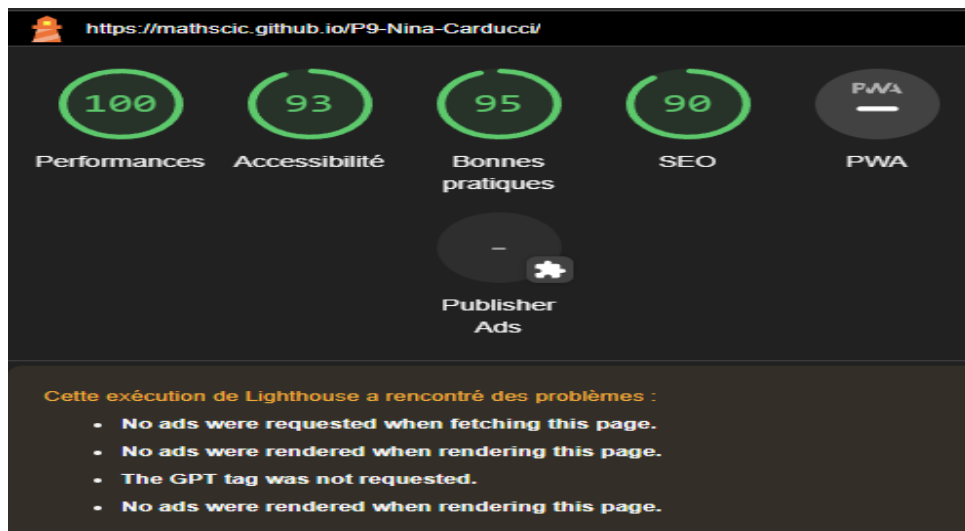 https://mathscic.github.io/P9-Nina-Carducci/
100 93 95 90 PWA
Performances Accessibilité Bonnes pratiques SEO PWA
-
Publisher
Ads
Cette exécution de Lighthouse a rencontré des problèmes :
• No ads were requested when fetching this page.
• No ads were rendered when rendering this page.
• The GPT tag was not requested.
• No ads were rendered when rendering this page.